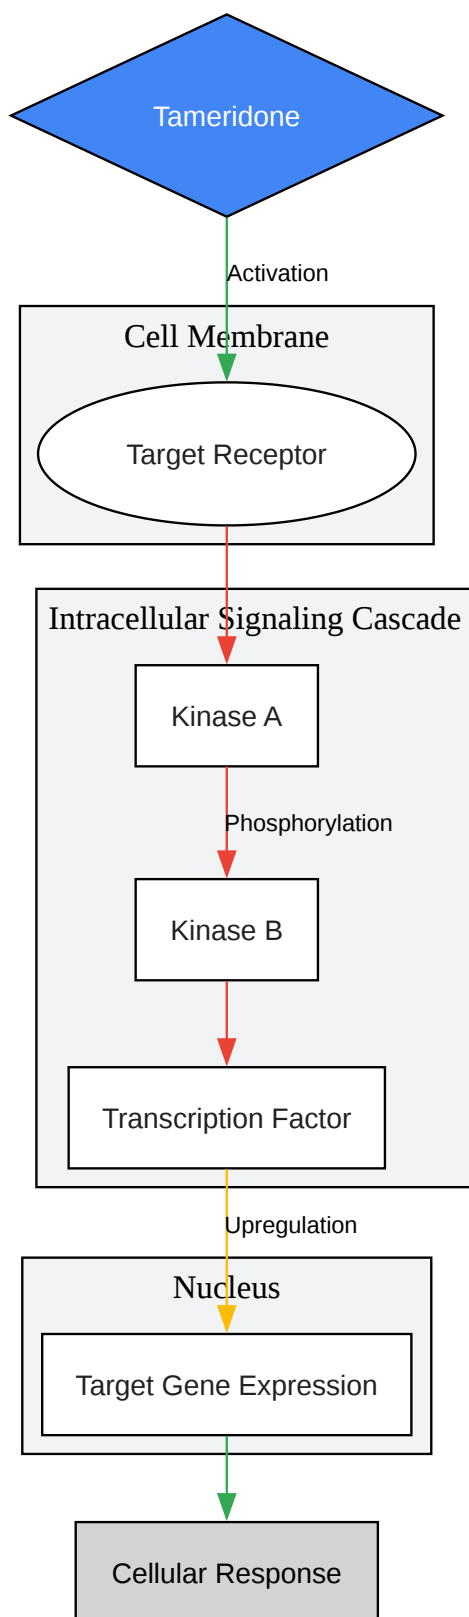 Tameridone
Activation
Cell Membrane
Target Receptor
Intracellular Signaling Cascade
Kinase A
Phosphorylation
Kinase B
Transcription Factor
Upregulation
Nucleus
Target Gene Expression
Cellular Response